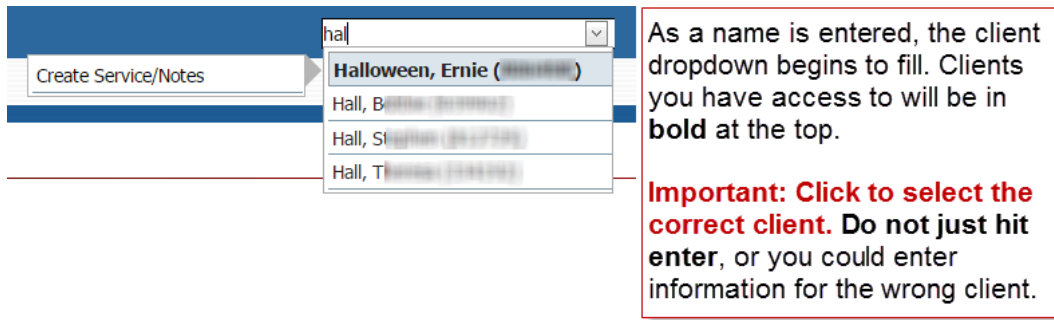 hal
Create Service/Notes
Halloween, Ernie ( )
Hall, B
Hall, St
Hall, T
As a name is entered, the client
dropdown begins to fill. Clients
you have access to will be in
bold at the top.
Important: Click to select the
correct client. Do not just hit
enter, or you could enter
information for the wrong client.